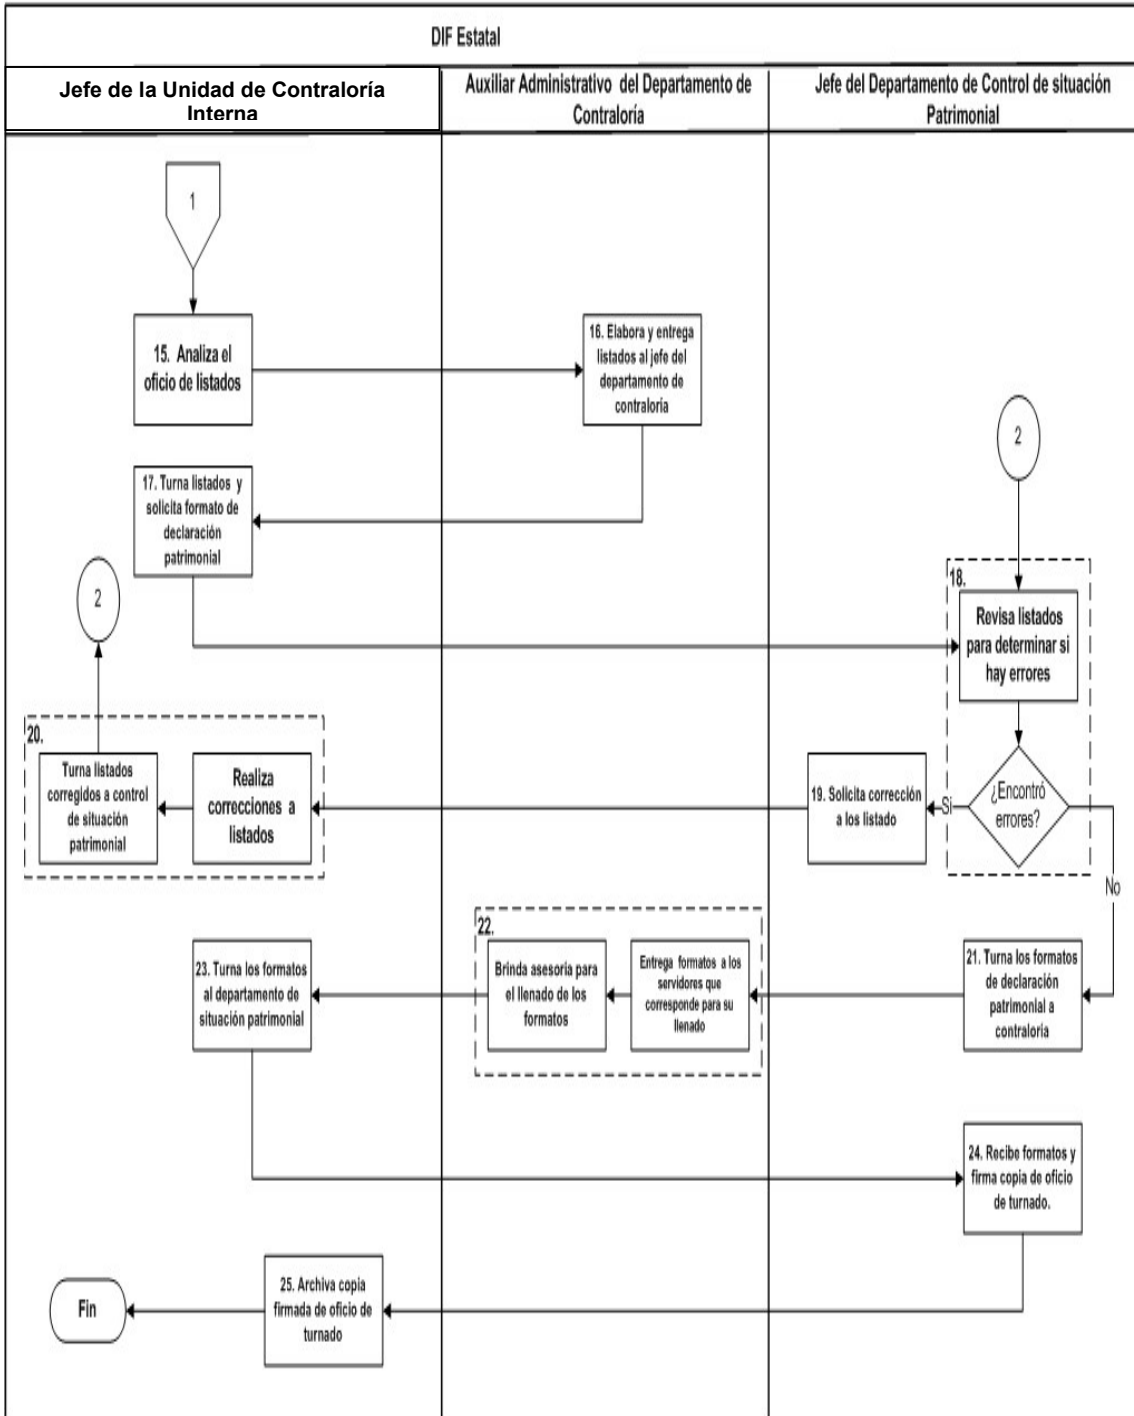 DIF Estatal
Jefe de la Unidad de Contraloría
Interna
Auxiliar Administrativo del Departamento de
Contraloría
Jefe del Departamento de Control de situación
Patrimonial
1
15. Analiza el
oficio de listados
16. Elabora y entrega
listados al jefe del
departamento de
contraloría
2
17. Turna listados y
solicita formato de
declaración
patrimonial
2
18.
Revisa listados
para determinar si
hay errores
20.
Turna listados
corregidos a control
de situación
patrimonial
Realiza
correcciones a
listados
19. Solicita corrección
a los listado
Si
¿Encontró
errores?
No
23. Turna los formatos
al departamento de
situación patrimonial
22.
Brinda asesoría para
el llenado de los
formatos
Entrega formatos a los
servidores que
corresponde para su
llenado
21. Turna los formatos
de declaración
patrimonial a
contraloría
24. Recibe formatos y
firma copia de oficio
de turnado.
Fin
25. Archiva copia
firmada de oficio de
turnado